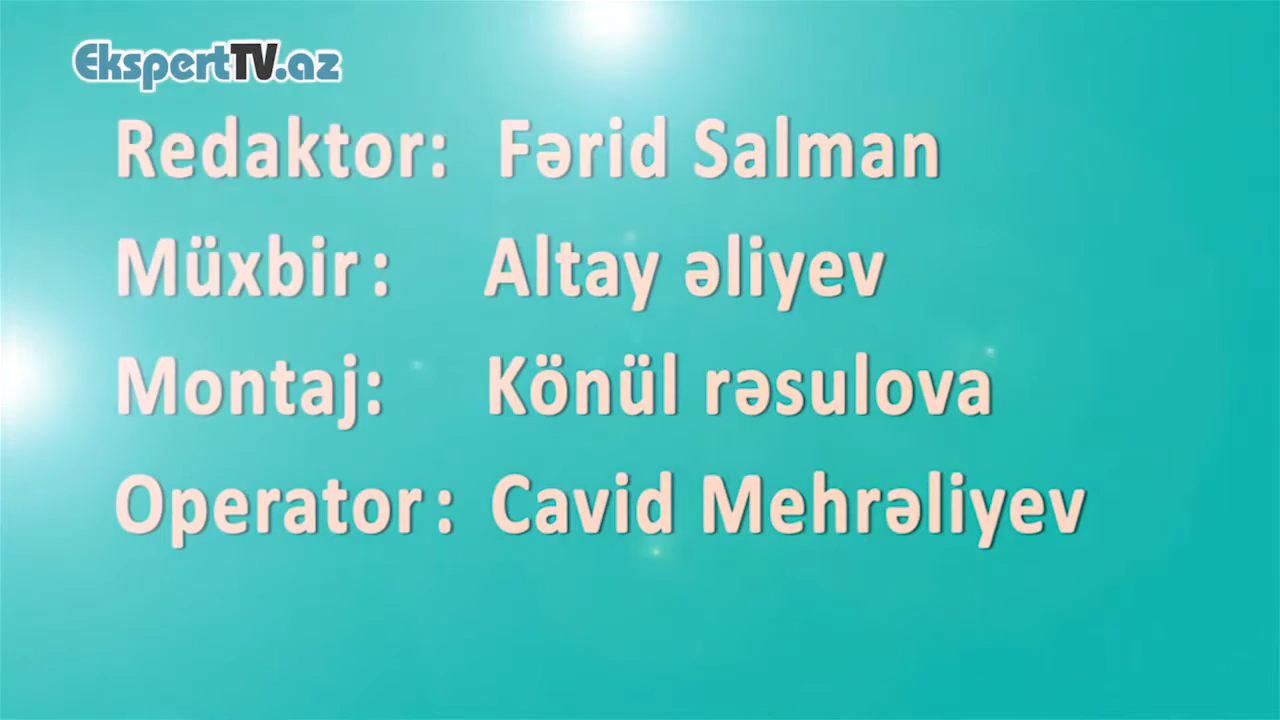 EkspertTV.az
Redaktor: Fərid Salman
Müxbir : Altay əliyev
Montaj: Könül rəsulova
Operator : Cavid Mehrəliyev